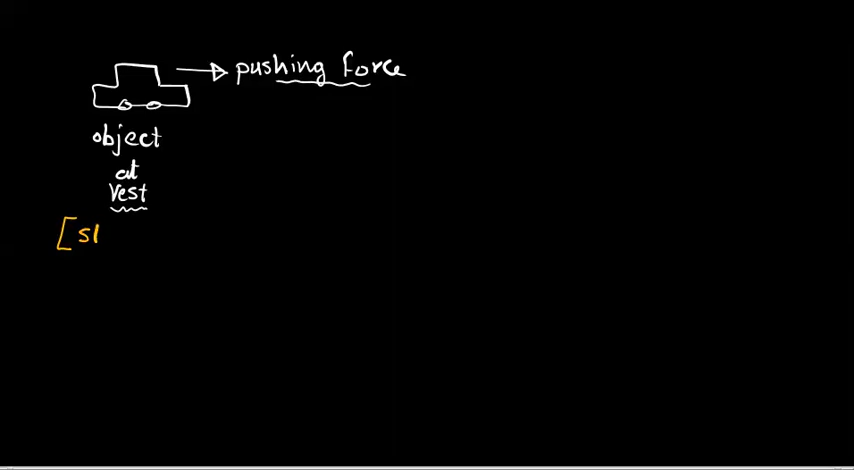 pushing force
object
at
rest
[sl